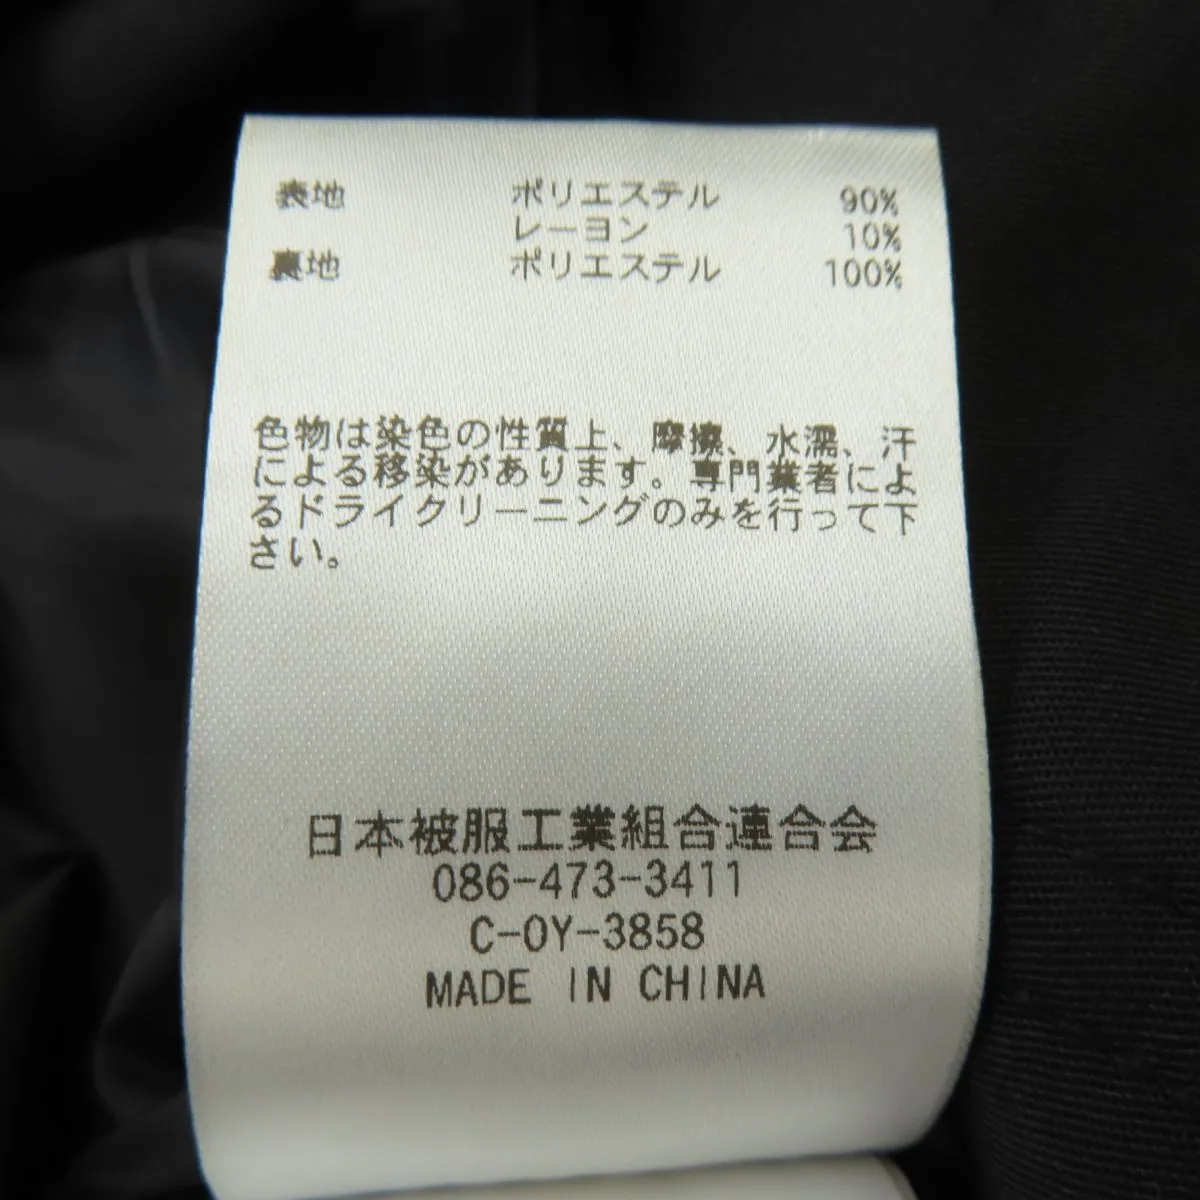 表地 ポリエステル 90%
レーヨン 10%
裏地 ポリエステル 100%
色物は染色の性質上、摩擦、水濡、汗
による移染があります。専門業者によ
るドライクリーニングのみを行って下
さい。
日本被服工業組合連合会
086-473-3411
C-0Y-3858
MADE IN CHINA